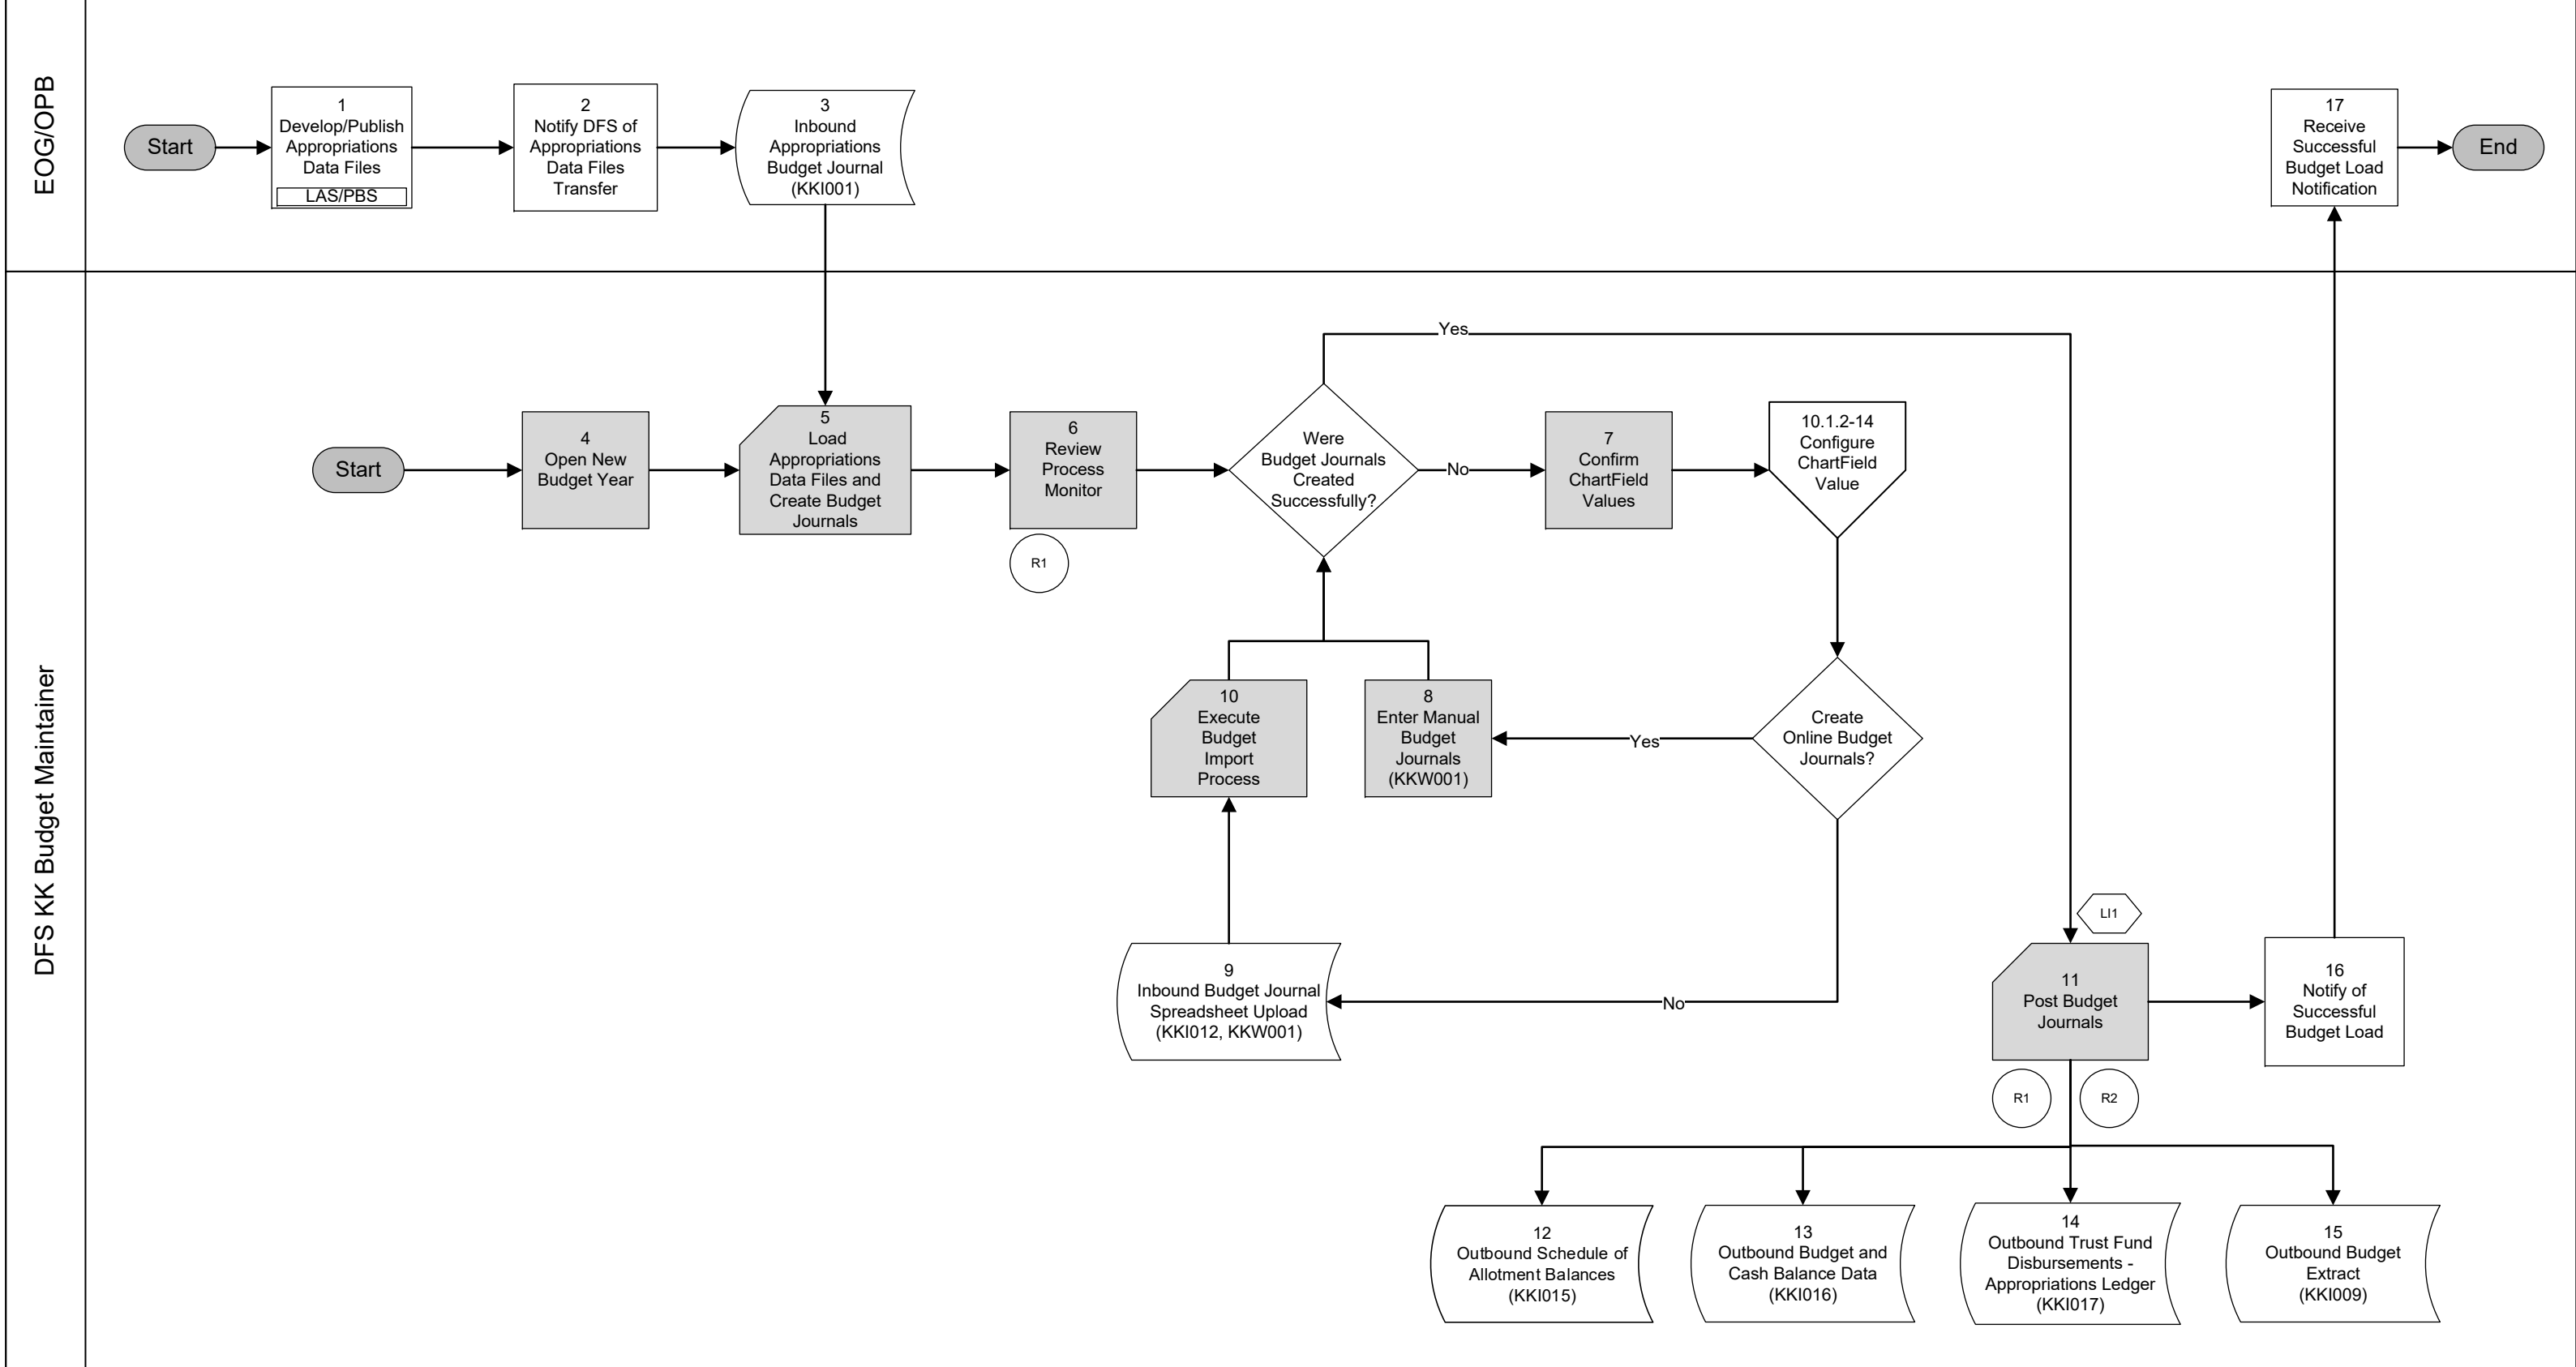 EOG/OPB
Start
1
Develop/Publish
Appropriations
Data Files
LAS/PBS
2
Notify DFS of
Appropriations
Data Files
Transfer
3
Inbound
Appropriations
Budget Journal
(KKI001)
17
Receive
Successful
Budget Load
Notification
End
DFS KK Budget Maintainer
Start
4
Open New
Budget Year
5
Load
Appropriations
Data Files and
Create Budget
Journals
6
Review
Process
Monitor
R1
Were
Budget Journals
Created
Successfully?
Yes
No
7
Confirm
ChartField
Values
10.1.2-14
Configure
ChartField
Value
Create
Online Budget
Journals?
Yes
8
Enter Manual
Budget
Journals
(KKW001)
10
Execute
Budget
Import
Process
No
9
Inbound Budget Journal
Spreadsheet Upload
(KKI012, KKW001)
LI1
11
Post Budget
Journals
R1
R2
16
Notify of
Successful
Budget Load
12
Outbound Schedule of
Allotment Balances
(KKI015)
13
Outbound Budget and
Cash Balance Data
(KKI016)
14
Outbound Trust Fund
Disbursements -
Appropriations Ledger
(KKI017)
15
Outbound Budget
Extract
(KKI009)